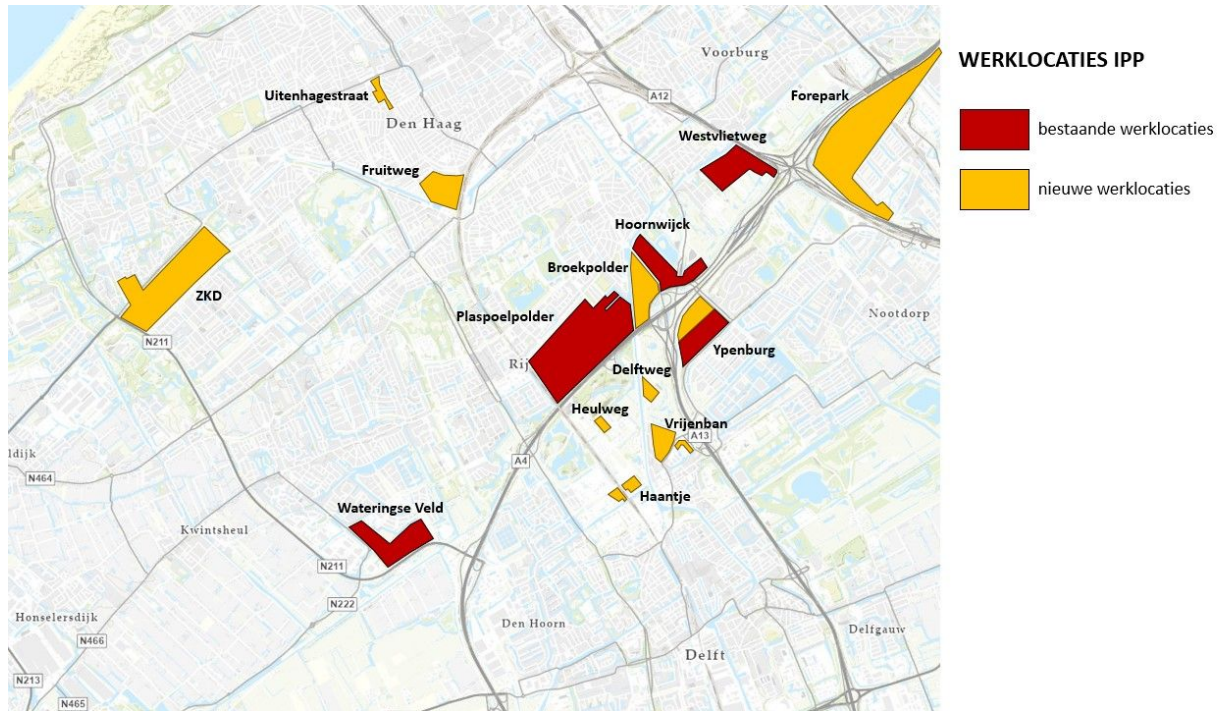 WERKLOCATIES IPP
bestaande werklocaties
nieuwe werklocaties
Voorburg
Forepark
Uitenhagestraat
A12
Den Haag
Westvlietweg
Fruitweg
Hoornwijck
Broekpolder
ZKD
Plaspoelpolder
Nootdorp
N211
Ypenburg
Rij
Delftweg
Heulweg
Vrijenban
A13
ldijk
A4
N464
Haantje
Wateringse Veld
Kwintsheul
N211
N222
Honselersdijk
Den Hoorn
Delfgauw
N466
Delft
N213
N465